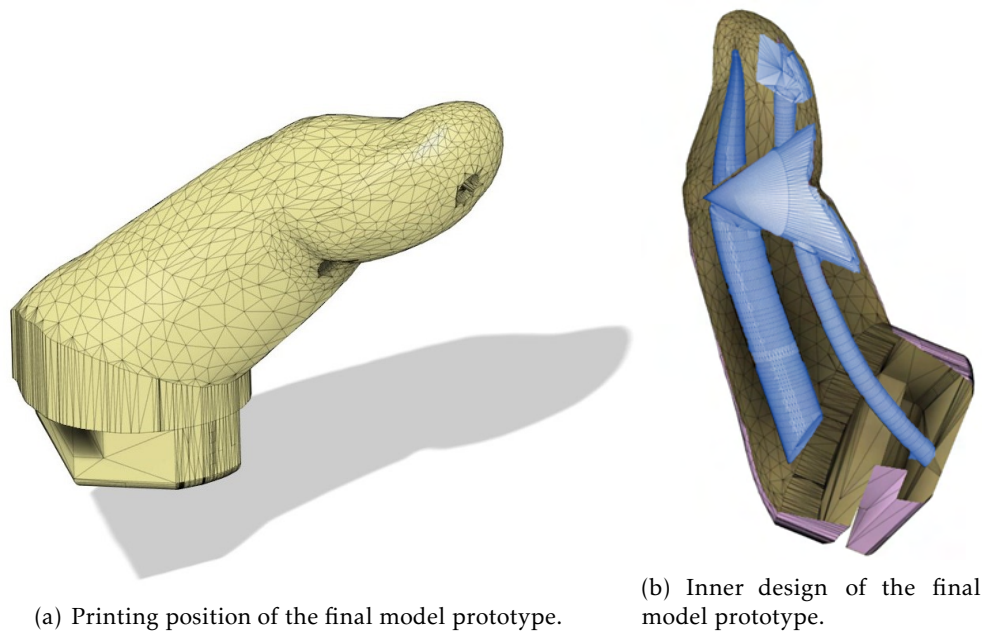 (a) Printing position of the final model prototype.
(b) Inner design of the final
model prototype.